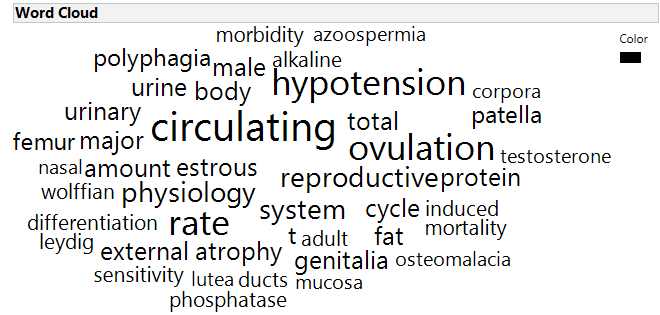 Word Cloud
morbidity azoospermia
Color
polyphagia male alkaline
urine body hypotension corpora
urinary circulating total patella
femur major ovulation testosterone
nasal amount estrous
wolffian physiology reproductive protein
differentiation rate system cycle induced
leydig t adult fat mortality
external atrophy genitalia osteomalacia
sensitivity lutea ducts mucosa
phosphatase